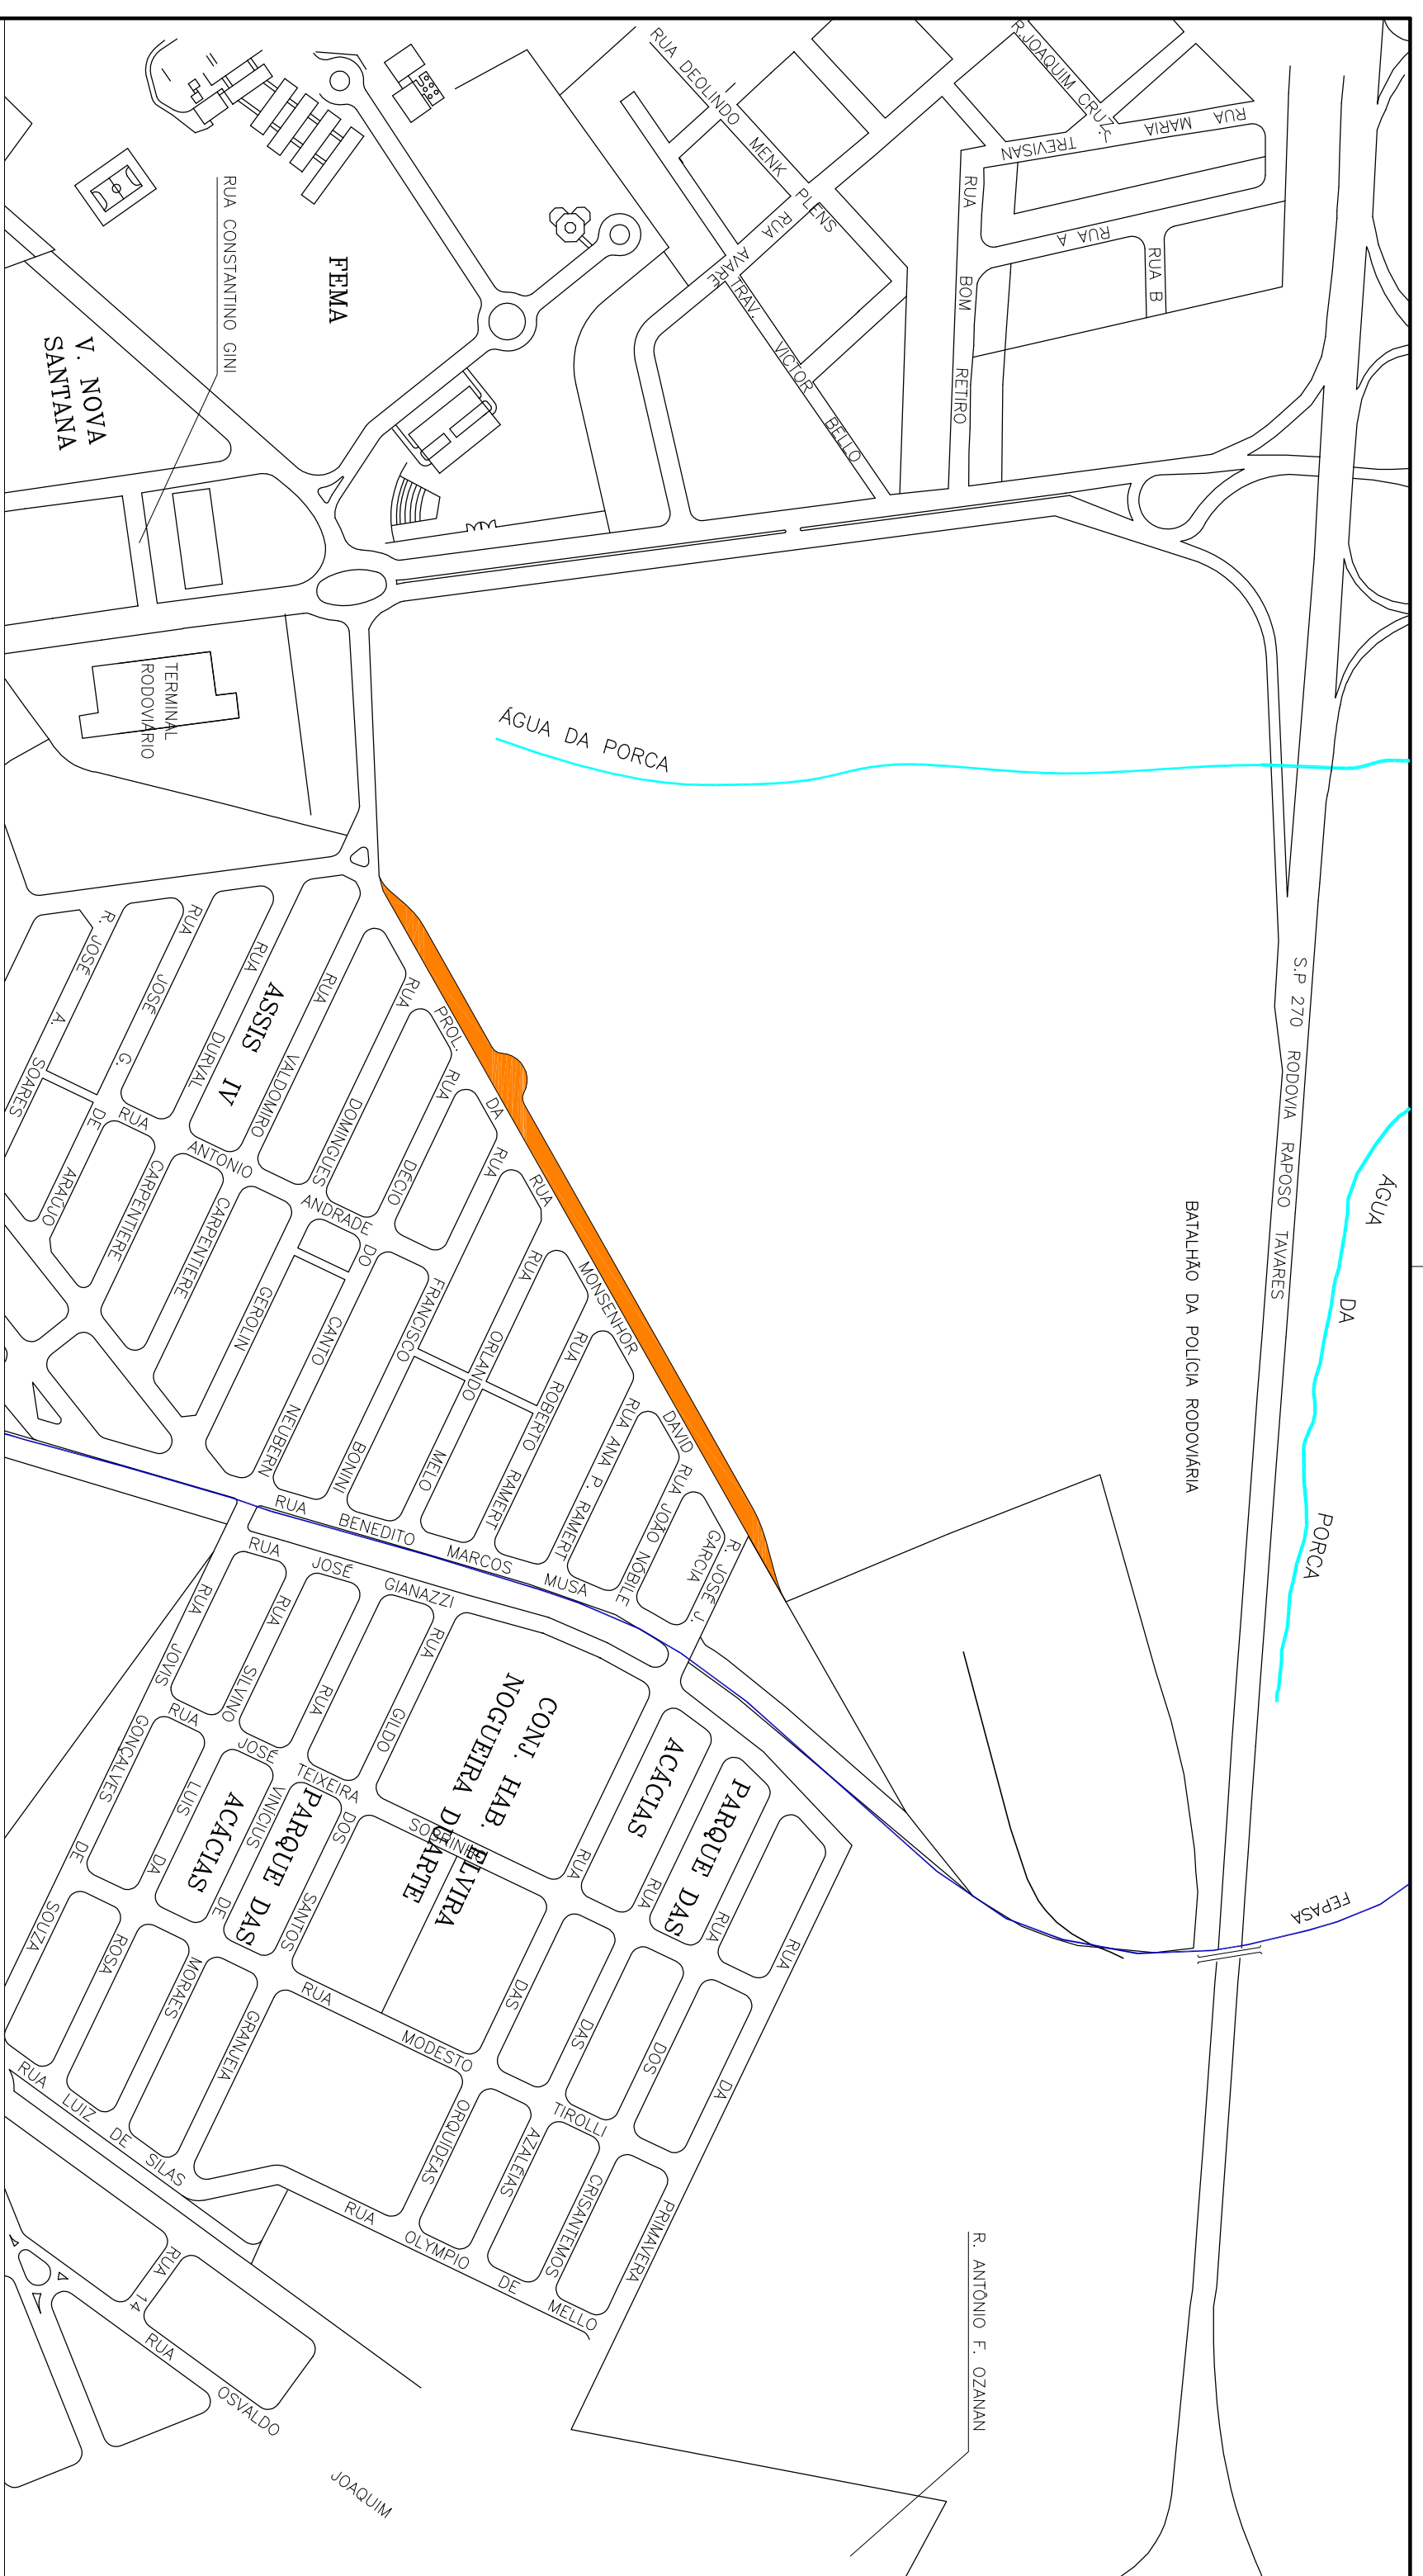 RUA DEOLINDO MENK PLENS
R.JOAQUIM CRUZ.
RUA MARIA J. TREVISAN
RUA A
RUA B
RUA BOM RETIRO
RUA AVARÉ
TRAV. VICTOR BELLO
FEMA
RUA CONSTANTINO GINI
V. NOVA
SANTANA
TERMINAL
RODOVIÁRIO
ÁGUA DA PORCA
S.P 270 RODOVIA RAPOSO TAVARES
ÁGUA DA PORCA
BATALHÃO DA POLÍCIA RODOVIÁRIA
FEPASA
PROL. DA RUA MONSENHOR DAVID
ASSIS IV
R. JOSÉ A. SOARES
RUA JOSÉ G. DE ARAÚJO
RUA DURVAL CARPENTIERE
RUA VALDOMIRO CARPENTIERE
RUA DOMINGUES GEROLIN
RUA DÉCIO CANTO NEUBERN
RUA FRANCISCO BONINI
RUA ORLANDO MELO
RUA ROBERTO RAMERT
RUA ANA P. RAMERT
RUA JOÃO NÓBILE
R. JOSÉ J.
GARCIA
RUA ANTONIO ANDRADE DO
RUA BENEDITO MARCOS MUSA
RUA JOSÉ GIANAZZI
RUA JOVIS GONÇALVES DE SOUZA
RUA SILVINO LUIS DA ROSA
RUA VINICIUS DE MORAES
RUA GILDO DOS SANTOS GRANJEIA
RUA JOSÉ TEIXEIRA
CONJ. HAB. ELVIRA
NOGUEIRA DUARTE
PARQUE DAS
ACÁCIAS
PARQUE DAS
ACÁCIAS
RUA DAS ORQUÍDEAS
RUA DAS AZALÉIAS
RUA DOS CRISANTEMOS
RUA DA PRIMAVERA
RUA MODESTO TIROLLI
RUA OLYMPIO DE MELLO
RUA LUIZ DE SILAS
RUA 14
RUA OSVALDO
JOAQUIM
R. ANTÔNIO F. OZANAN